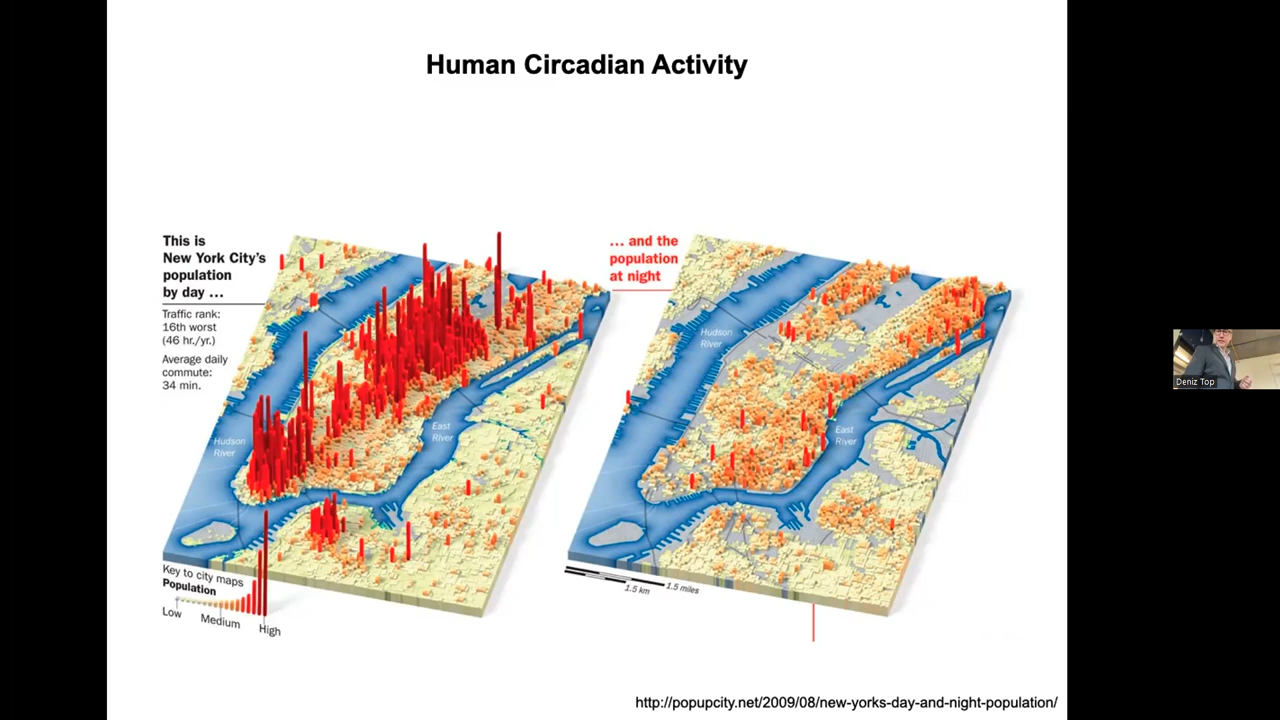 Human Circadian Activity
This is
New York City's
population
by day ...
Traffic rank:
16th worst
(46 hr./yr.)
Average daily
commute:
34 min.
Hudson
River
East
River
Key to city maps
Population
Low
Medium
High
... and the
population
at night
Hudson
River
East
River
1.5 miles
1.5 km
Deniz Top
http://popupcity.net/2009/08/new-yorks-day-and-night-population/